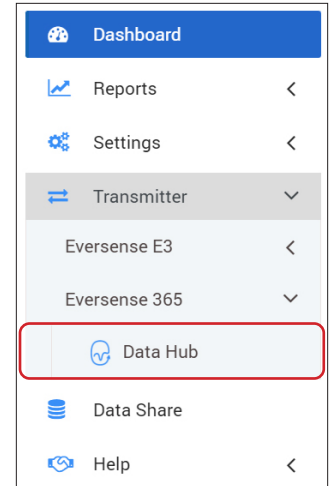 Dashboard
Reports
Settings
Transmitter
Eversense E3
Eversense 365
Data Hub
Data Share
Help